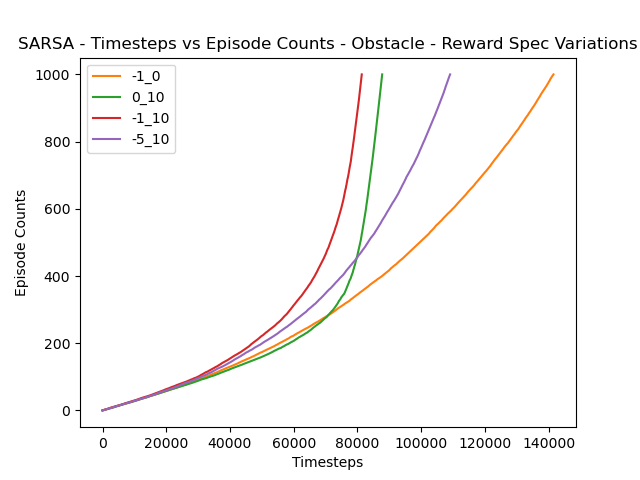 SARSA - Timesteps vs Episode Counts - Obstacle - Reward Spec Variations
-1_0
0_10
-1_10
-5_10
1000
800
600
400
200
0
Episode Counts
0 20000 40000 60000 80000 100000 120000 140000
Timesteps